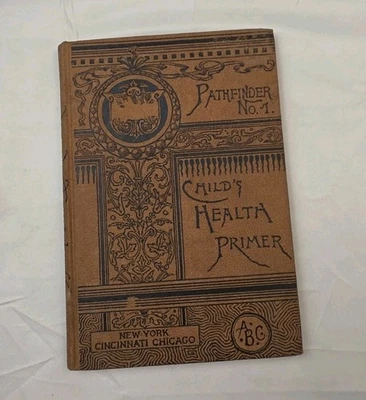 PATHFINDER
No. 1.
CHILD'S
HEALTH
PRIMER
NEW-YORK
CINCINNATI CHICAGO
A·B·C